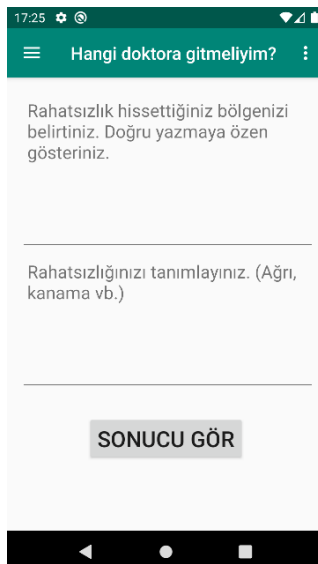 17:25
Hangi doktora gitmeliyim?
Rahatsızlık hissettiğiniz bölgenizi
belirtiniz. Doğru yazmaya özen
gösteriniz.
Rahatsızlığınızı tanımlayınız. (Ağrı,
kanama vb.)
SONUCU GÖR